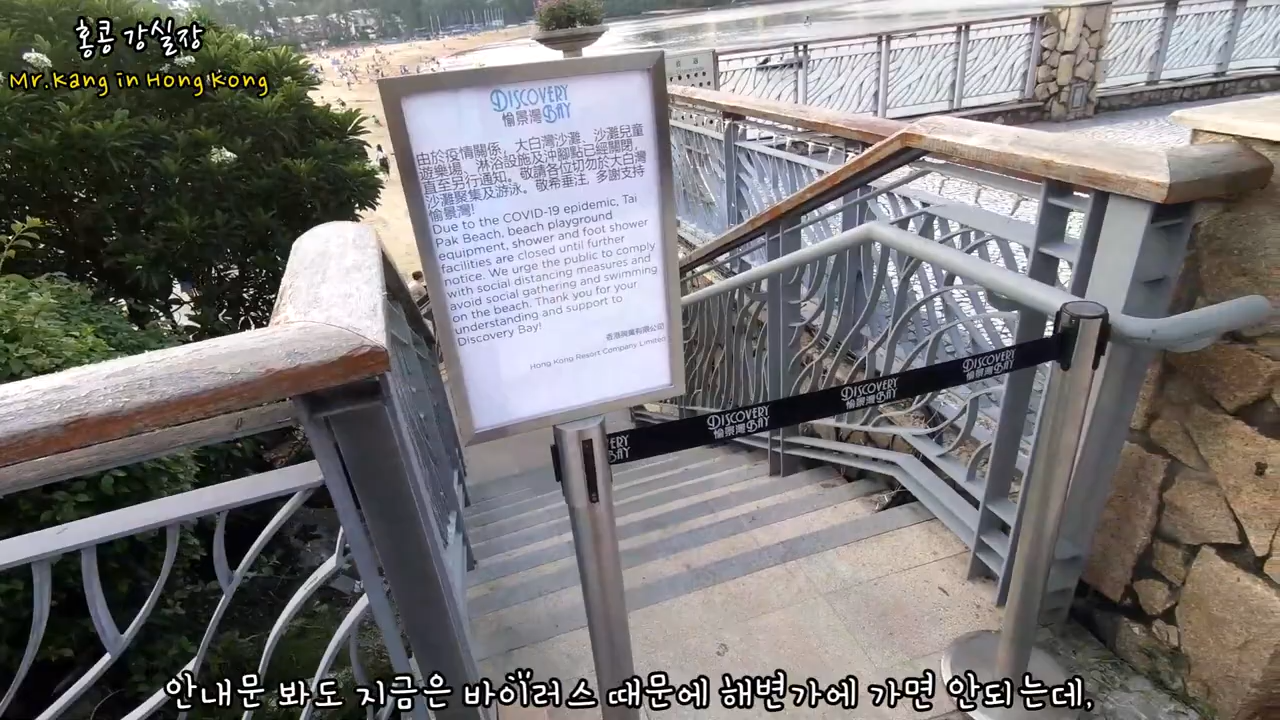 홍콩 강실장
Mr.Kang in Hong Kong
DISCOVERY BAY
愉景灣
由於疫情關係，大白灣沙灘、沙灘兒童
遊樂場、淋浴設施及沖腳點已經關閉，
直至另行通知。敬請各位切勿於大白灣
沙灘聚集及游泳。敬希垂注，多謝支持
愉景灣!
Due to the COVID-19 epidemic, Tai
Pak Beach, beach playground
equipment, shower and foot shower
facilities are closed until further
notice. We urge the public to comply
with social distancing measures and
avoid social gathering and swimming
on the beach. Thank you for your
understanding and support to
Discovery Bay!
香港興業有限公司
Hong Kong Resort Company Limited
VERY BAY
DISCOVERY BAY 愉景灣
DISCOVERY BAY 愉景灣
DISCOVERY BAY 愉景灣
안내문 봐도 지금은 바이러스 때문에 해변가에 가면 안되는데,